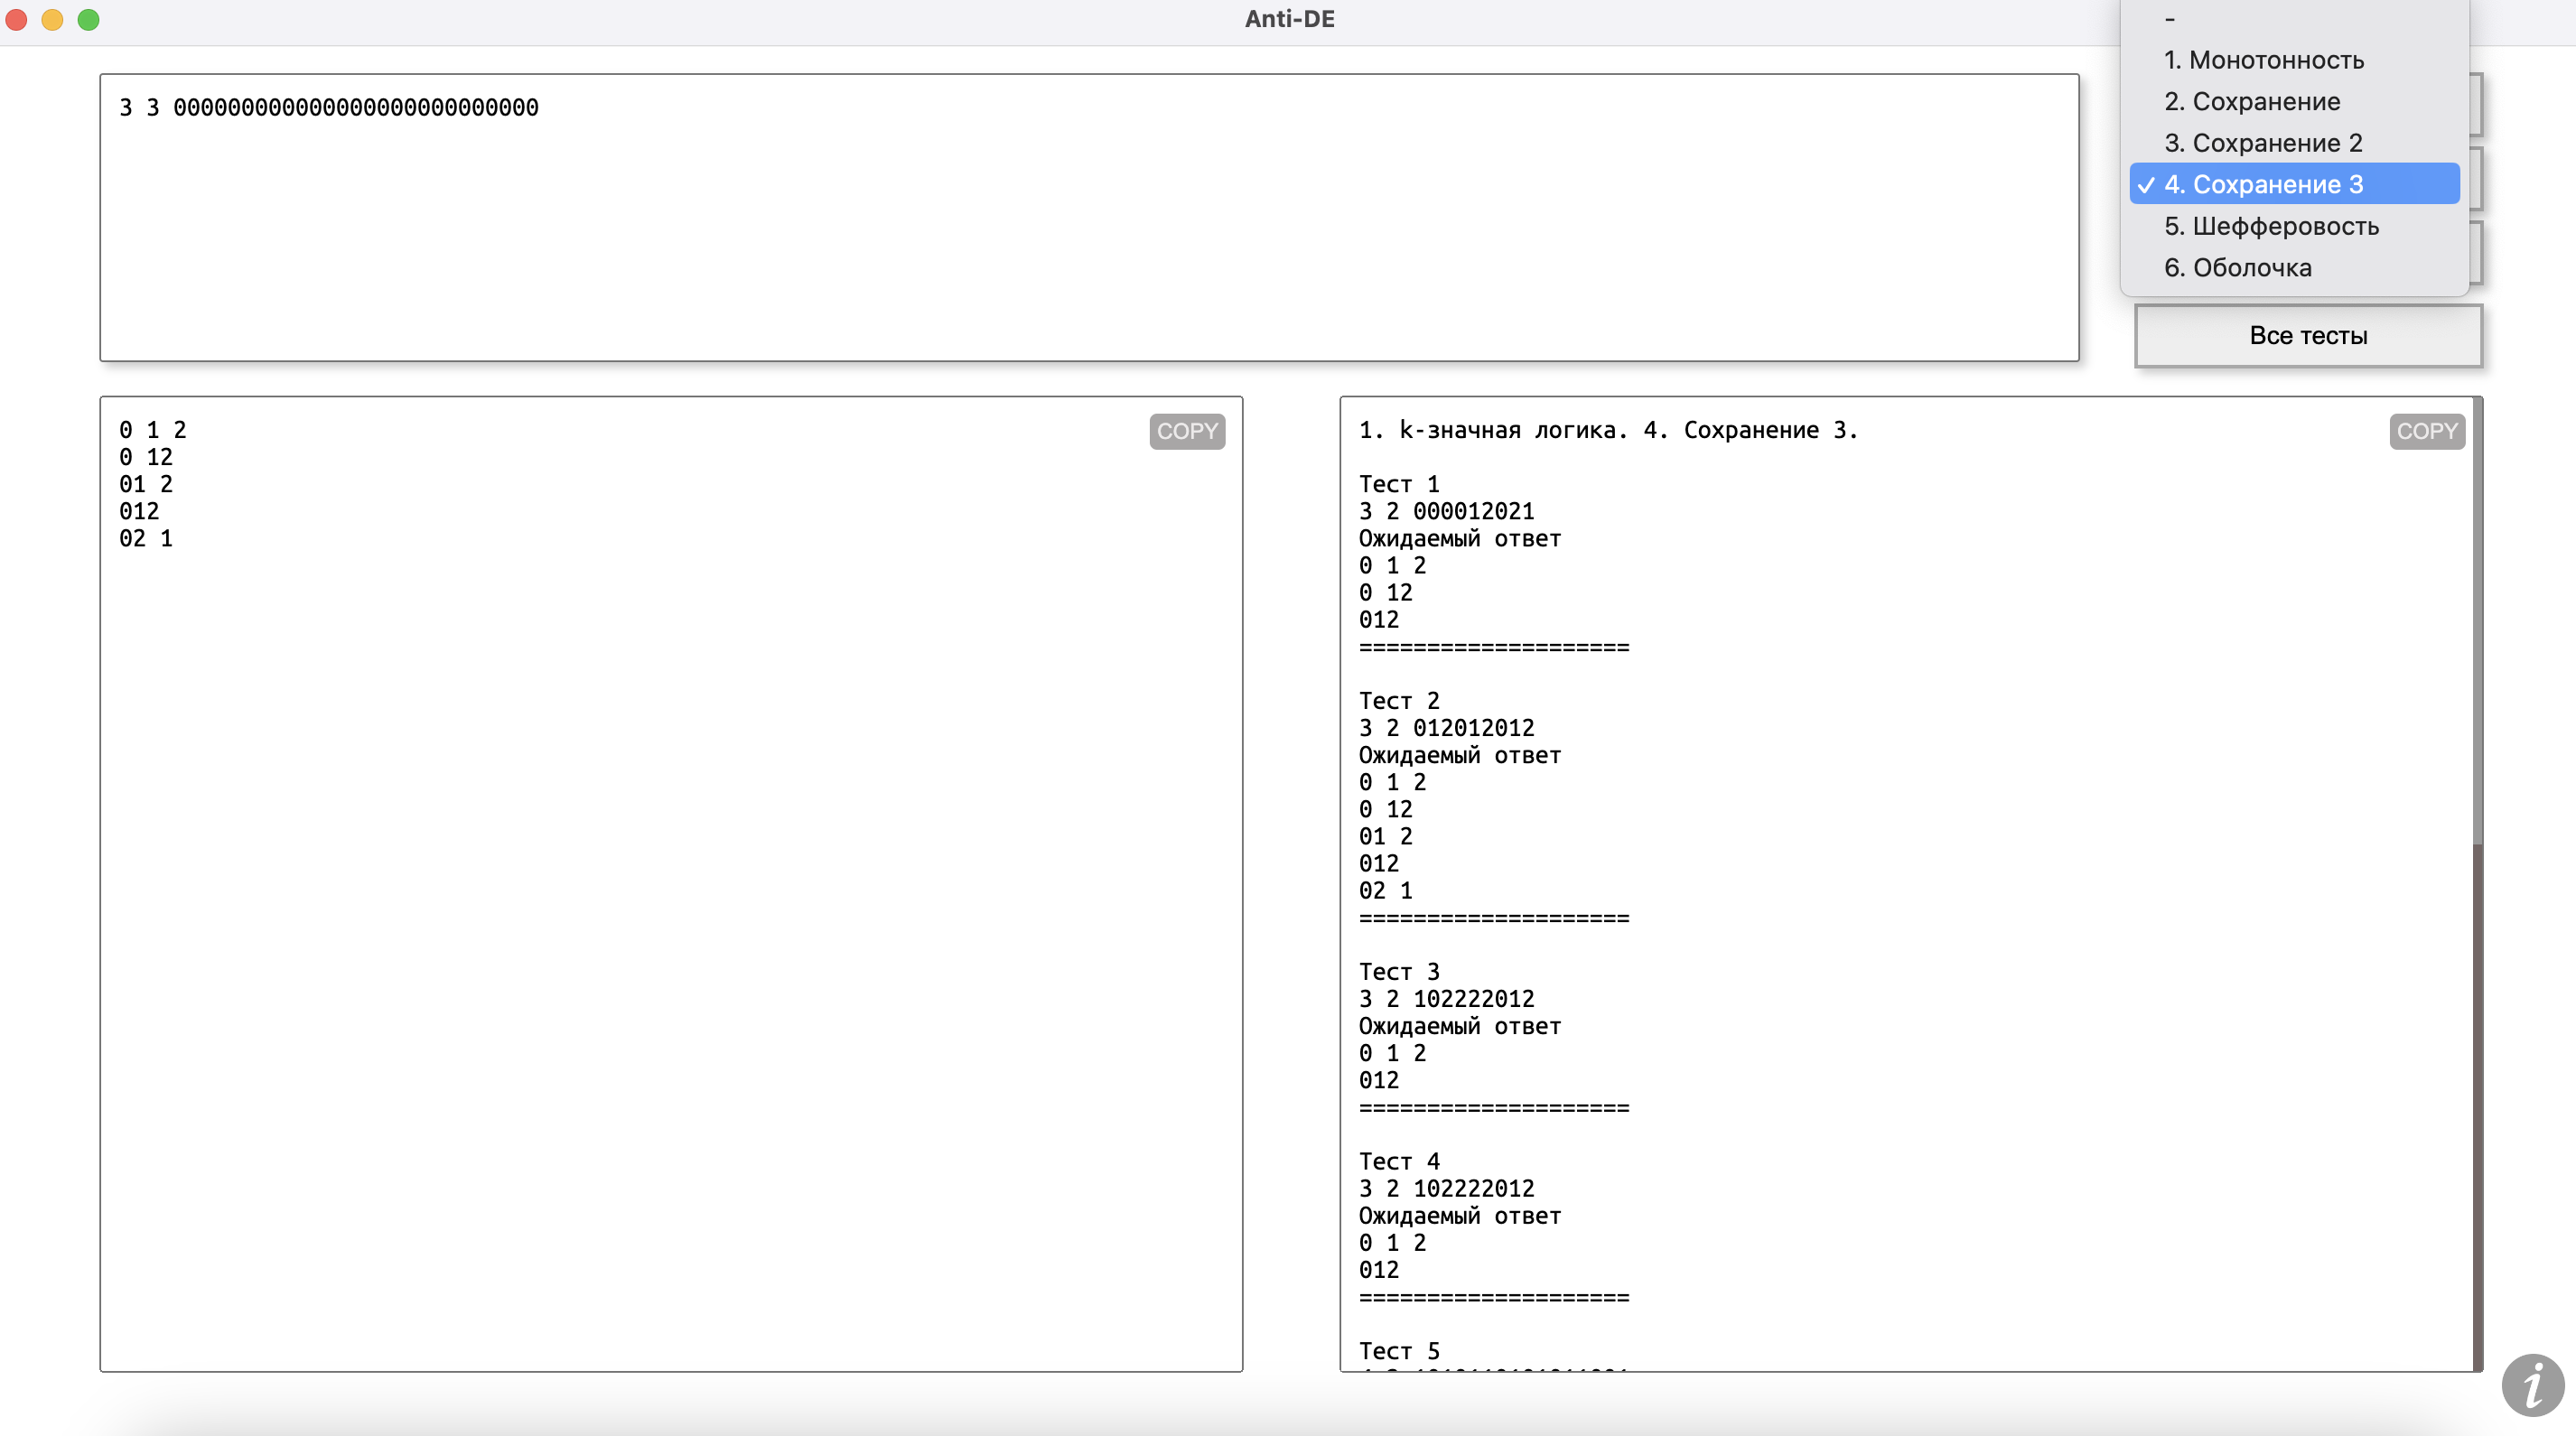 Anti-DE
3 3 000000000000000000000000000
-
1. Монотонность
2. Сохранение
3. Сохранение 2
✓ 4. Сохранение 3
5. Шефферовость
6. Оболочка
Все тесты
0 1 2
0 12
01 2
012
02 1
COPY
1. k-значная логика. 4. Сохранение 3.
COPY
Тест 1
3 2 000012021
Ожидаемый ответ
0 1 2
0 12
012
====================
Тест 2
3 2 012012012
Ожидаемый ответ
0 1 2
0 12
01 2
012
02 1
====================
Тест 3
3 2 102222012
Ожидаемый ответ
0 1 2
012
====================
Тест 4
3 2 102222012
Ожидаемый ответ
0 1 2
012
====================
Тест 5
i